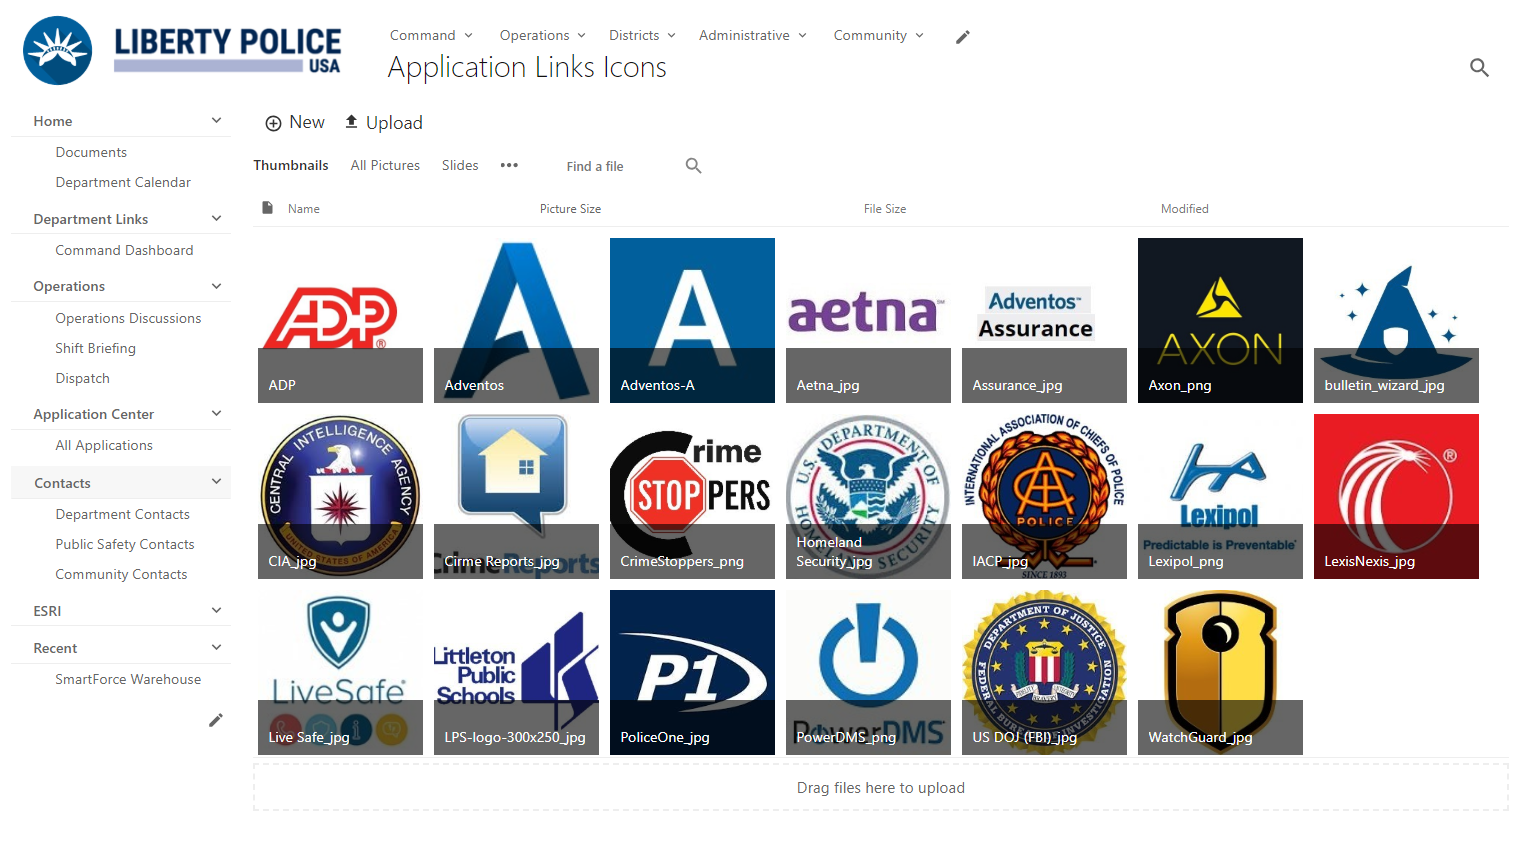 LIBERTY POLICE
USA
Command Operations Districts Administrative Community
Application Links Icons
Home
Documents
Department Calendar
Department Links
Command Dashboard
Operations
Operations Discussions
Shift Briefing
Dispatch
Application Center
All Applications
Contacts
Department Contacts
Public Safety Contacts
Community Contacts
ESRI
Recent
SmartForce Warehouse
New Upload
Thumbnails All Pictures Slides ••• Find a file
Name Picture Size File Size Modified
ADP®
ADP
Adventos
A
Adventos-A
aetna℠
Aetna_jpg
Adventos™
Assurance
Assurance_jpg
AXON
Axon_png
bulletin_wizard_jpg
CENTRAL INTELLIGENCE AGENCY
UNITED STATES OF AMERICA
CIA_jpg
CrimeReports
Cirme Reports_jpg
Crime
STOPPERS
CrimeStoppers_png
U.S. DEPARTMENT OF
HOMELAND SECURITY
Homeland
Security_jpg
INTERNATIONAL ASSOCIATION OF CHIEFS OF POLICE
POLICE
SINCE 1893
IACP_jpg
Lexipol
Predictable is Preventable
Lexipol_png
®
LexisNexis_jpg
LiveSafe®
Live Safe_jpg
Littleton
Public
Schools
LPS-logo-300x250_jpg
P1
PoliceOne_jpg
PowerDMS
PowerDMS_png
DEPARTMENT OF JUSTICE
FEDERAL BUREAU OF INVESTIGATION
US DOJ (FBI)_jpg
WatchGuard_jpg
Drag files here to upload